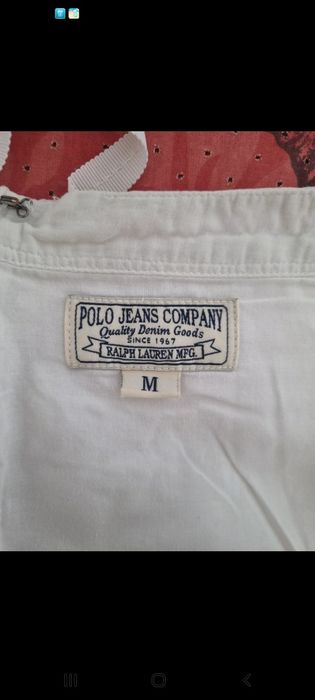 POLO JEANS COMPANY
Quality Denim Goods
SINCE 1967
RALPH LAUREN MFG.
M